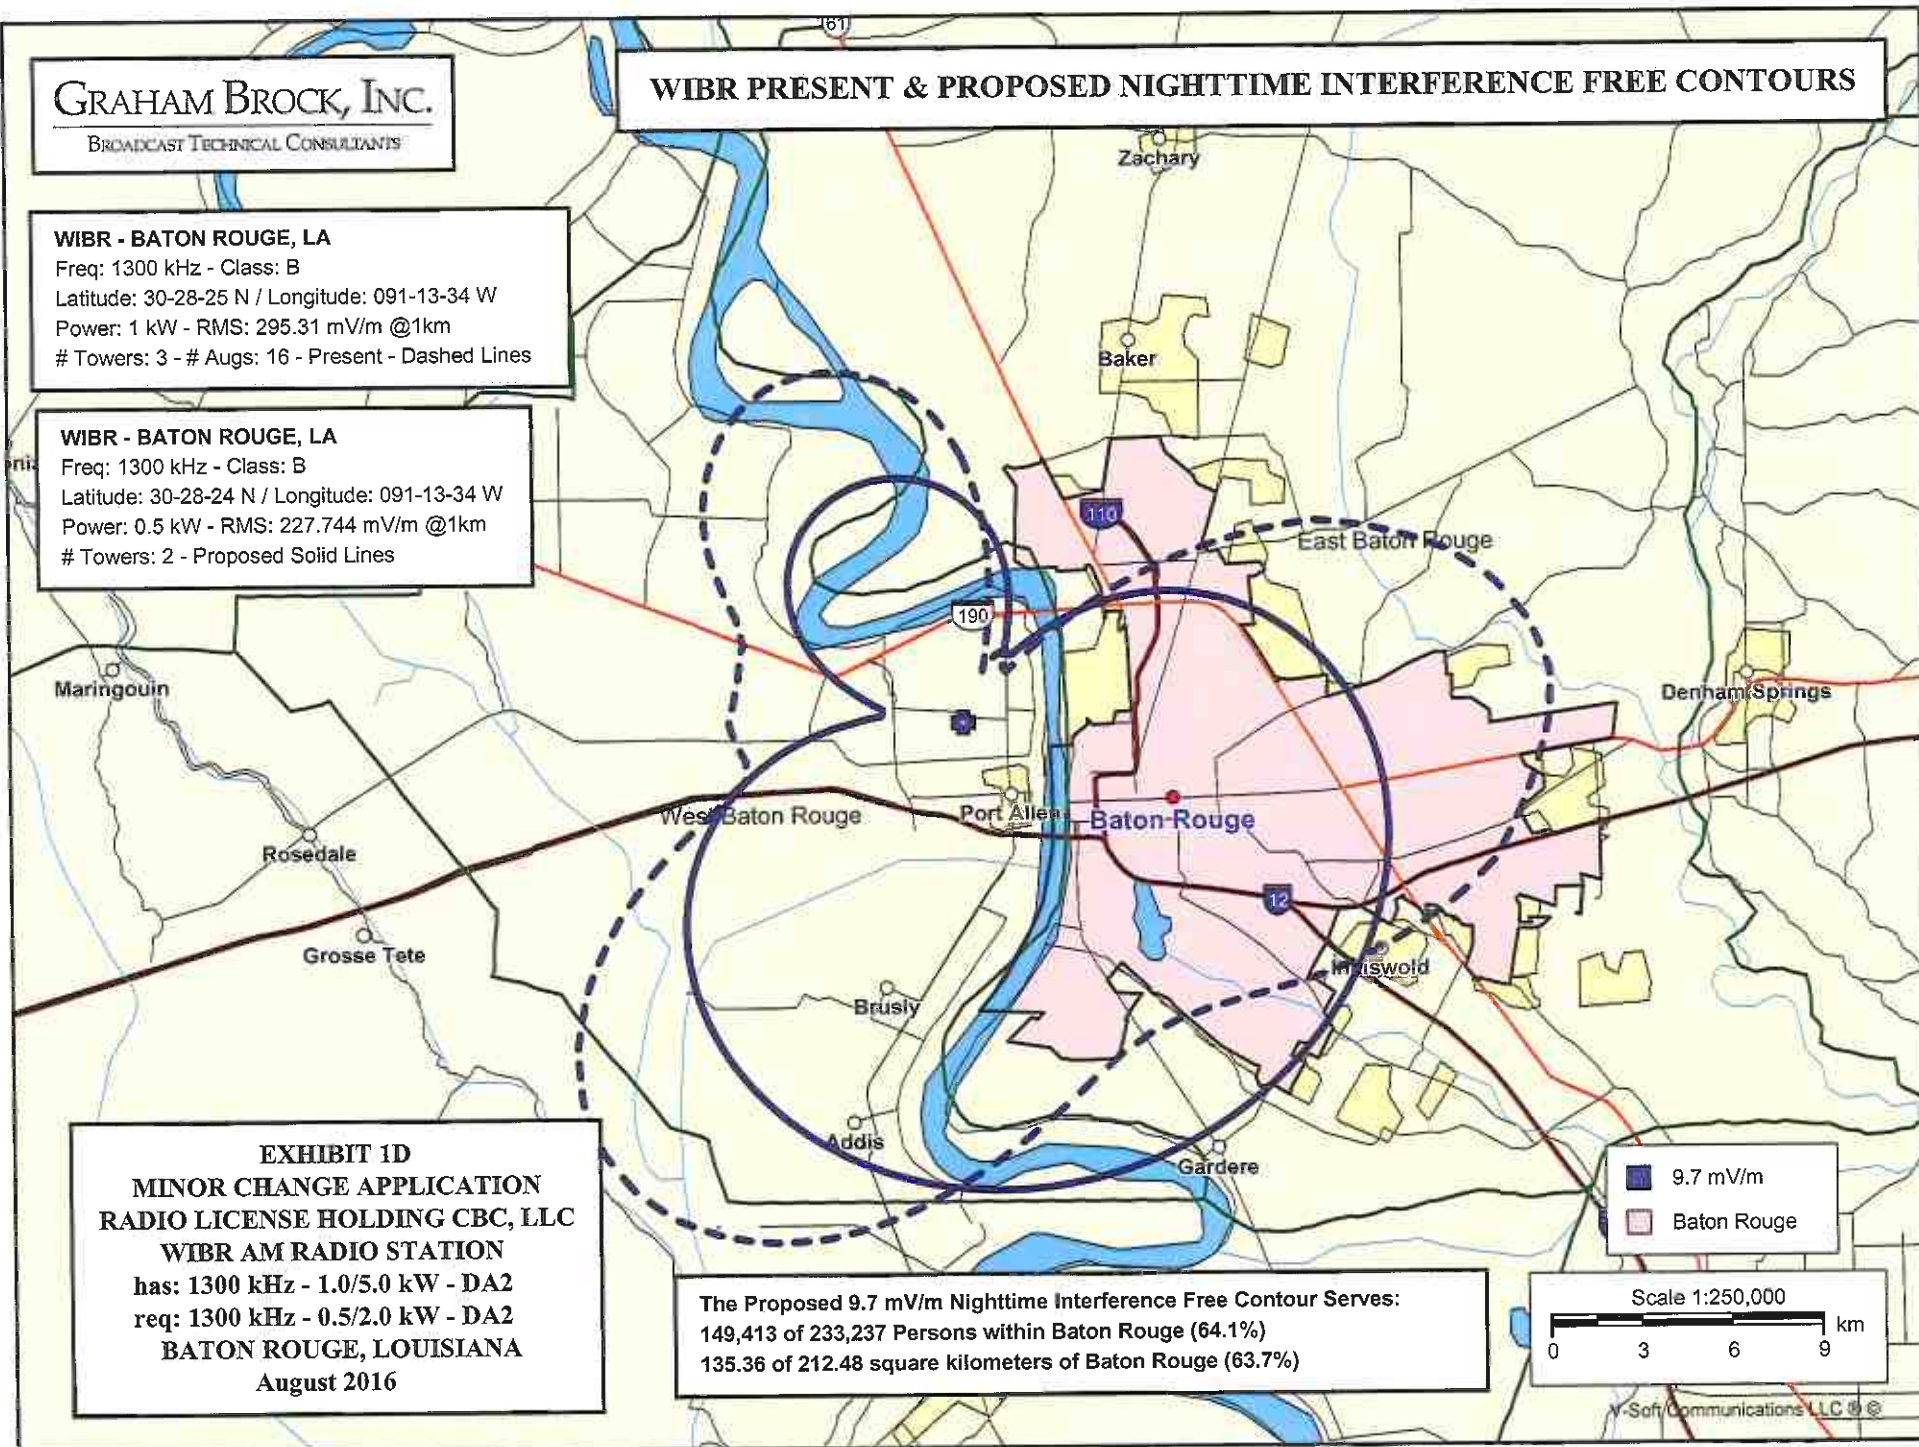 161
GRAHAM BROCK, INC.
BROADCAST TECHNICAL CONSULTANTS
WIBR PRESENT & PROPOSED NIGHTTIME INTERFERENCE FREE CONTOURS
Zachary
WIBR - BATON ROUGE, LA
Freq: 1300 kHz - Class: B
Latitude: 30-28-25 N / Longitude: 091-13-34 W
Power: 1 kW - RMS: 295.31 mV/m @1km
# Towers: 3 - # Augs: 16 - Present - Dashed Lines
Baker
WIBR - BATON ROUGE, LA
Freq: 1300 kHz - Class: B
Latitude: 30-28-24 N / Longitude: 091-13-34 W
Power: 0.5 kW - RMS: 227.744 mV/m @1km
# Towers: 2 - Proposed Solid Lines
110
East Baton Rouge
190
Maringouin
Denham Springs
West Baton Rouge
Port Allen
Baton Rouge
Rosedale
12
Grosse Tete
Inniswold
Brusly
Addis
Gardere
EXHIBIT 1D
MINOR CHANGE APPLICATION
RADIO LICENSE HOLDING CBC, LLC
WIBR AM RADIO STATION
has: 1300 kHz - 1.0/5.0 kW - DA2
req: 1300 kHz - 0.5/2.0 kW - DA2
BATON ROUGE, LOUISIANA
August 2016
9.7 mV/m
Baton Rouge
The Proposed 9.7 mV/m Nighttime Interference Free Contour Serves:
149,413 of 233,237 Persons within Baton Rouge (64.1%)
135.36 of 212.48 square kilometers of Baton Rouge (63.7%)
Scale 1:250,000
km
0 3 6 9
V-Soft Communications LLC ® ©